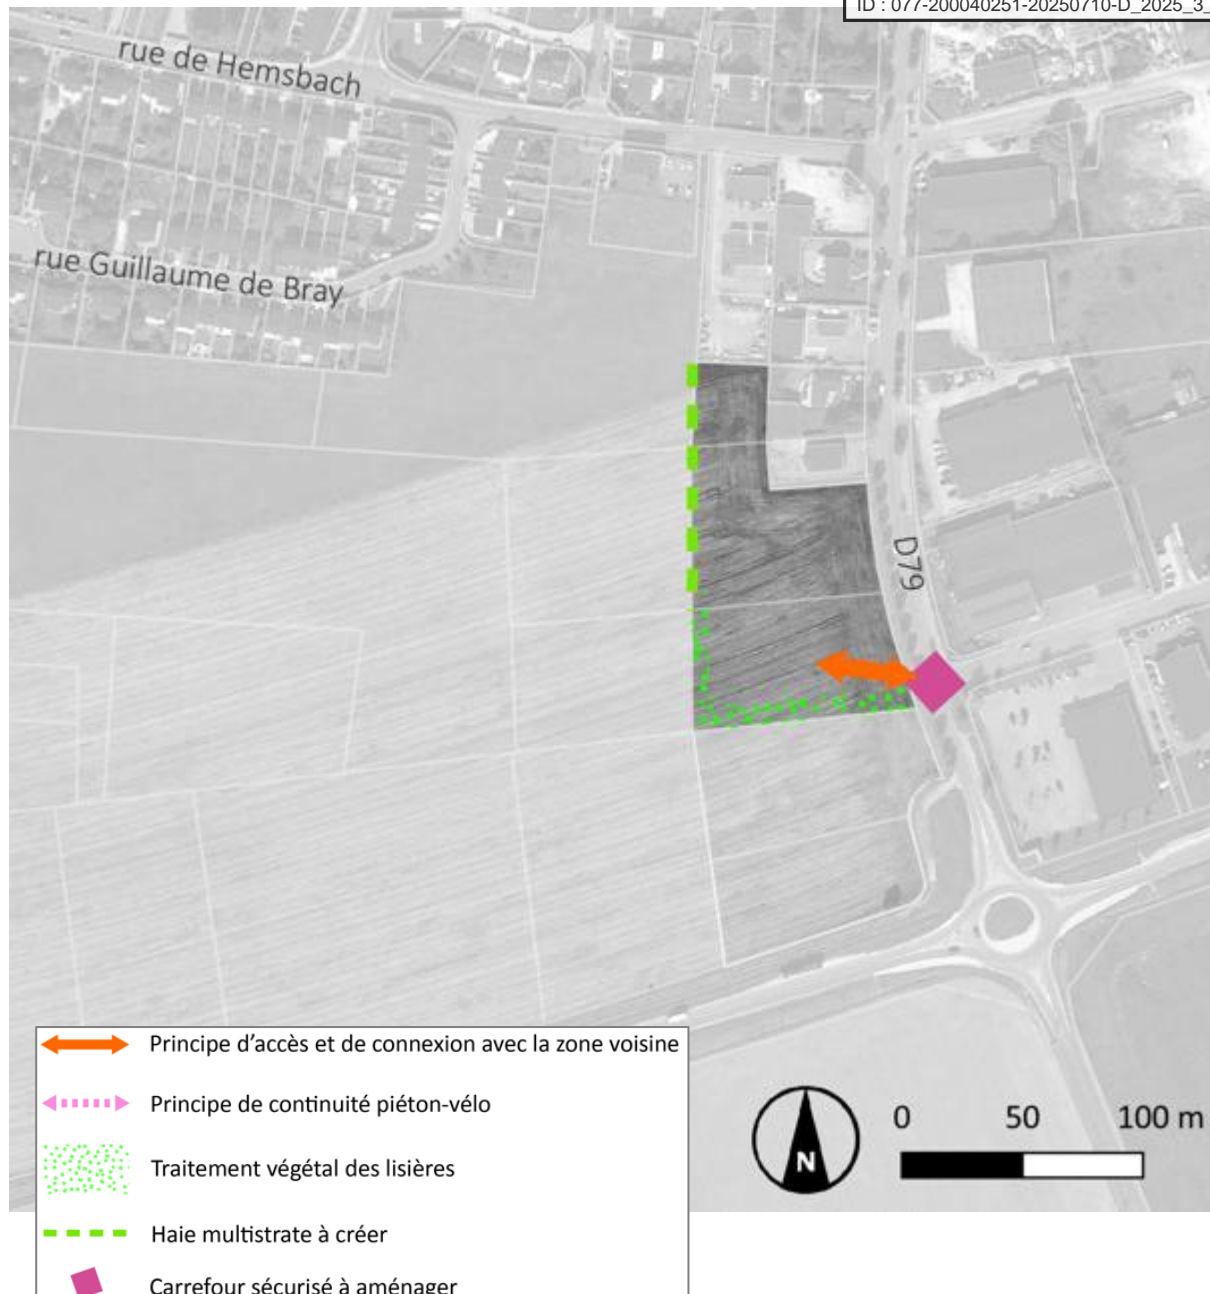 ID : 077-200040251-20250710-D_2025_3_
rue de Hemsbach
rue Guillaume de Bray
D79
Principe d'accès et de connexion avec la zone voisine
Principe de continuité piéton-vélo
Traitement végétal des lisières
Haie multistrate à créer
Carrefour sécurisé à aménager
N
0 50 100 m